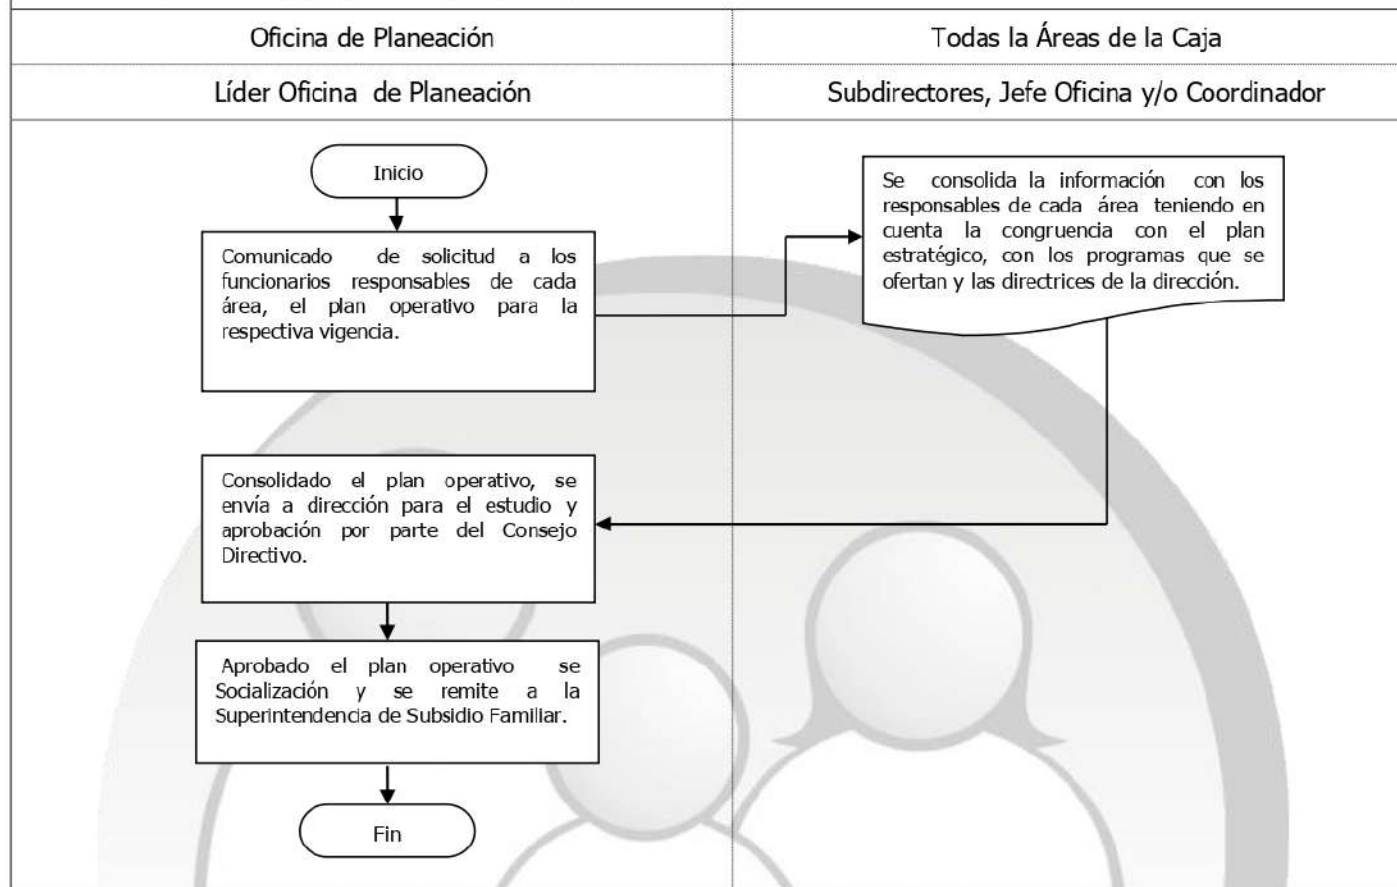 Oficina de Planeación
Todas la Áreas de la Caja
Líder Oficina de Planeación
Subdirectores, Jefe Oficina y/o Coordinador
Inicio
Comunicado de solicitud a los
funcionarios responsables de cada
área, el plan operativo para la
respectiva vigencia.
Se consolida la información con los
responsables de cada área teniendo en
cuenta la congruencia con el plan
estratégico, con los programas que se
ofertan y las directrices de la dirección.
Consolidado el plan operativo, se
envía a dirección para el estudio y
aprobación por parte del Consejo
Directivo.
Aprobado el plan operativo se
Socialización y se remite a la
Superintendencia de Subsidio Familiar.
Fin